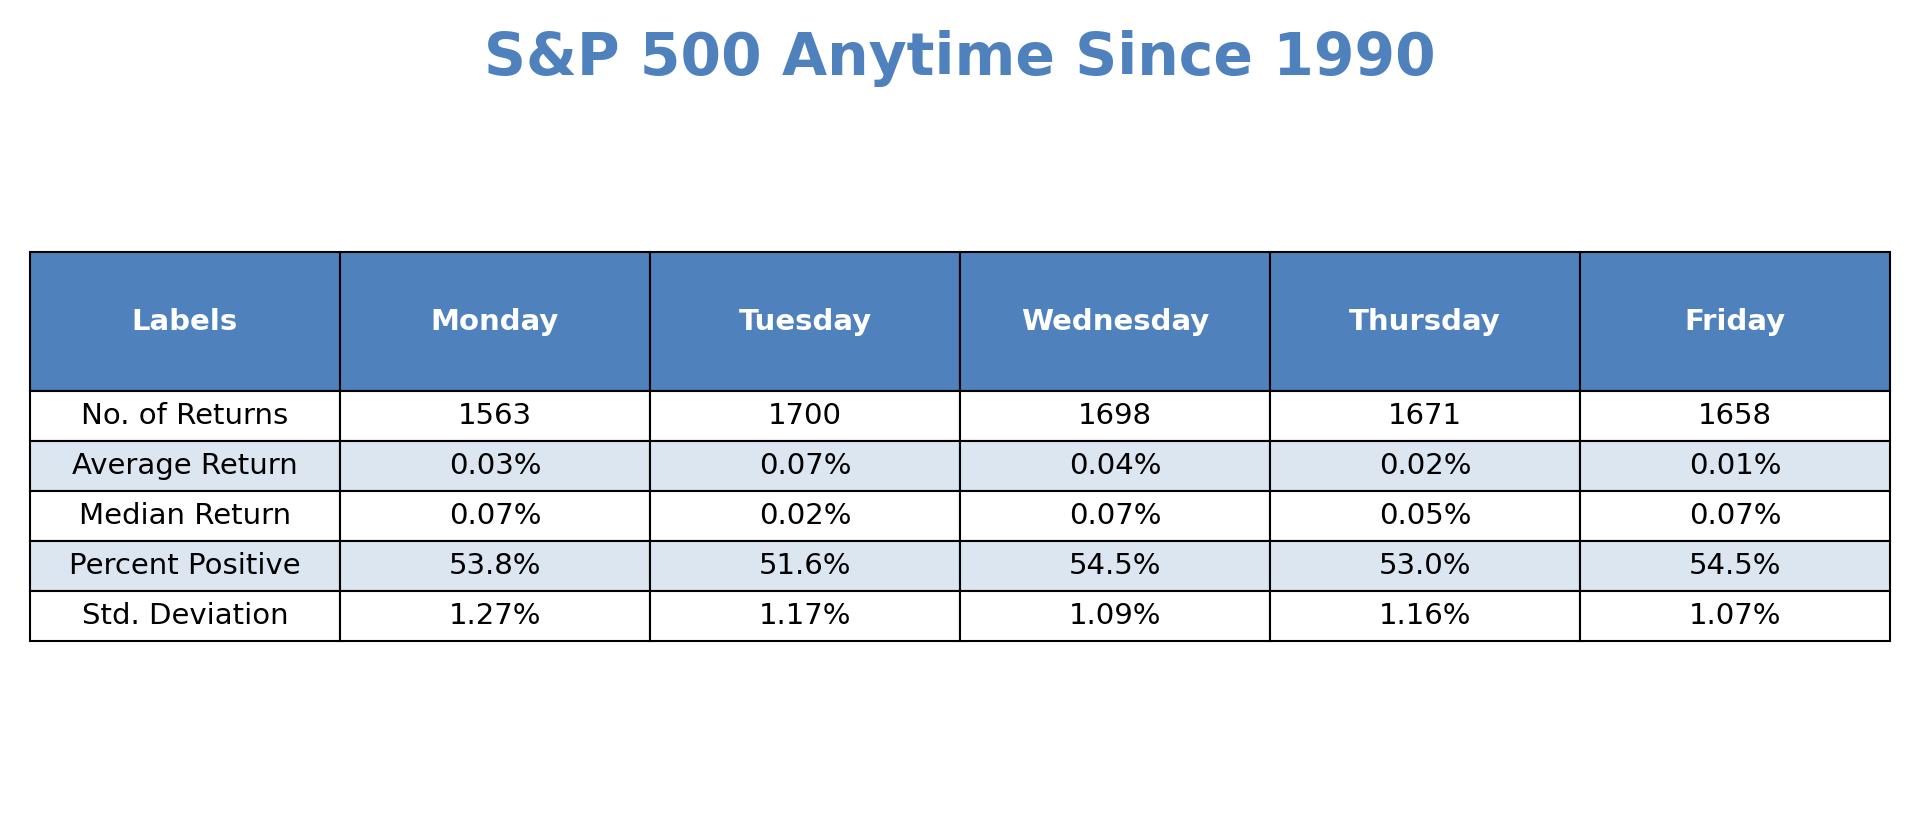 S&P 500 Anytime Since 1990
Labels Monday Tuesday Wednesday Thursday Friday
No. of Returns 1563 1700 1698 1671 1658
Average Return 0.03% 0.07% 0.04% 0.02% 0.01%
Median Return 0.07% 0.02% 0.07% 0.05% 0.07%
Percent Positive 53.8% 51.6% 54.5% 53.0% 54.5%
Std. Deviation 1.27% 1.17% 1.09% 1.16% 1.07%